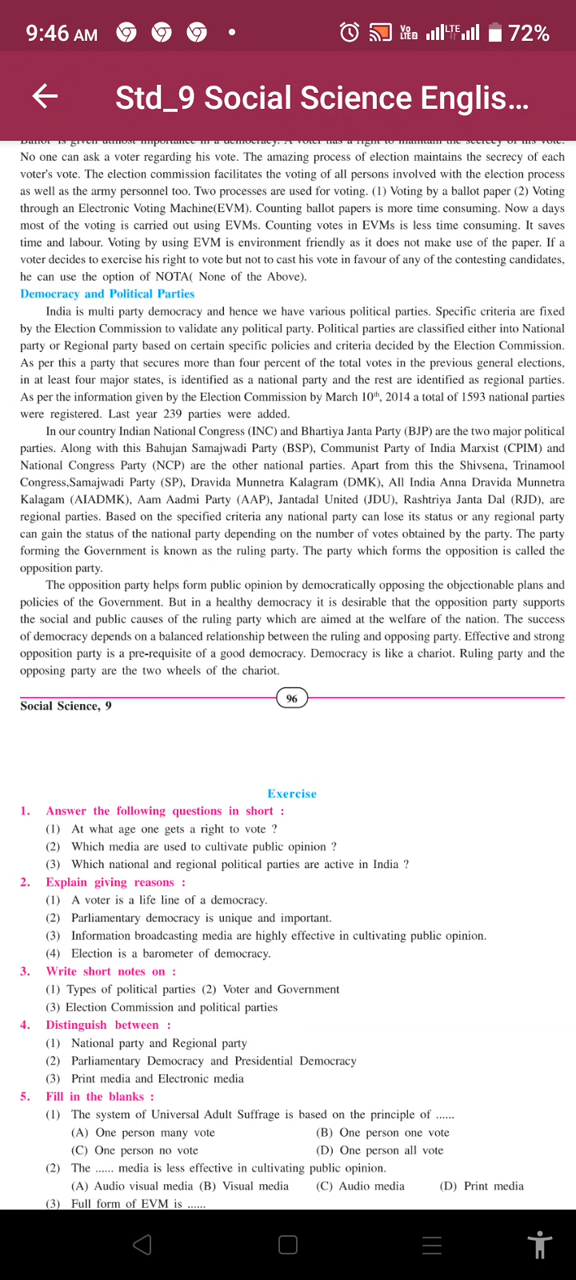 9:46 AM
Vo LTE LTE 72%
Std_9 Social Science Englis...
Ballot is given utmost importance in a democracy. A voter has a right to maintain the secrecy of his vote.
No one can ask a voter regarding his vote. The amazing process of election maintains the secrecy of each
voter's vote. The election commission facilitates the voting of all persons involved with the election process
as well as the army personnel too. Two processes are used for voting. (1) Voting by a ballot paper (2) Voting
through an Electronic Voting Machine(EVM). Counting ballot papers is more time consuming. Now a days
most of the voting is carried out using EVMs. Counting votes in EVMs is less time consuming. It saves
time and labour. Voting by using EVM is environment friendly as it does not make use of the paper. If a
voter decides to exercise his right to vote but not to cast his vote in favour of any of the contesting candidates,
he can use the option of NOTA( None of the Above).
Democracy and Political Parties
India is multi party democracy and hence we have various political parties. Specific criteria are fixed
by the Election Commission to validate any political party. Political parties are classified either into National
party or Regional party based on certain specific policies and criteria decided by the Election Commission.
As per this a party that secures more than four percent of the total votes in the previous general elections,
in at least four major states, is identified as a national party and the rest are identified as regional parties.
As per the information given by the Election Commission by March 10th, 2014 a total of 1593 national parties
were registered. Last year 239 parties were added.
In our country Indian National Congress (INC) and Bhartiya Janta Party (BJP) are the two major political
parties. Along with this Bahujan Samajwadi Party (BSP), Communist Party of India Marxist (CPIM) and
National Congress Party (NCP) are the other national parties. Apart from this the Shivsena, Trinamool
Congress,Samajwadi Party (SP), Dravida Munnetra Kalagram (DMK), All India Anna Dravida Munnetra
Kalagam (AIADMK), Aam Aadmi Party (AAP), Jantadal United (JDU), Rashtriya Janta Dal (RJD), are
regional parties. Based on the specified criteria any national party can lose its status or any regional party
can gain the status of the national party depending on the number of votes obtained by the party. The party
forming the Government is known as the ruling party. The party which forms the opposition is called the
opposition party.
The opposition party helps form public opinion by democratically opposing the objectionable plans and
policies of the Government. But in a healthy democracy it is desirable that the opposition party supports
the social and public causes of the ruling party which are aimed at the welfare of the nation. The success
of democracy depends on a balanced relationship between the ruling and opposing party. Effective and strong
opposition party is a pre-requisite of a good democracy. Democracy is like a chariot. Ruling party and the
opposing party are the two wheels of the chariot.
96
Social Science, 9
Exercise
1. Answer the following questions in short :
(1) At what age one gets a right to vote ?
(2) Which media are used to cultivate public opinion ?
(3) Which national and regional political parties are active in India ?
2. Explain giving reasons :
(1) A voter is a life line of a democracy.
(2) Parliamentary democracy is unique and important.
(3) Information broadcasting media are highly effective in cultivating public opinion.
(4) Election is a barometer of democracy.
3. Write short notes on :
(1) Types of political parties (2) Voter and Government
(3) Election Commission and political parties
4. Distinguish between :
(1) National party and Regional party
(2) Parliamentary Democracy and Presidential Democracy
(3) Print media and Electronic media
5. Fill in the blanks :
(1) The system of Universal Adult Suffrage is based on the principle of ......
(A) One person many vote (B) One person one vote
(C) One person no vote (D) One person all vote
(2) The ...... media is less effective in cultivating public opinion.
(A) Audio visual media (B) Visual media (C) Audio media (D) Print media
(3) Full form of EVM is ......